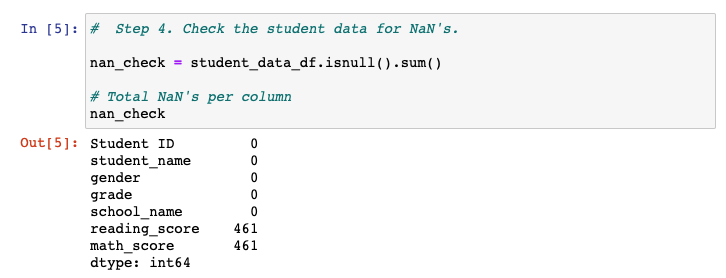 In [5]: #  Step 4. Check the student data for NaN's.
nan_check = student_data_df.isnull().sum()
# Total NaN's per column
nan_check
Out[5]: Student ID 0
student_name 0
gender 0
grade 0
school_name 0
reading_score 461
math_score 461
dtype: int64